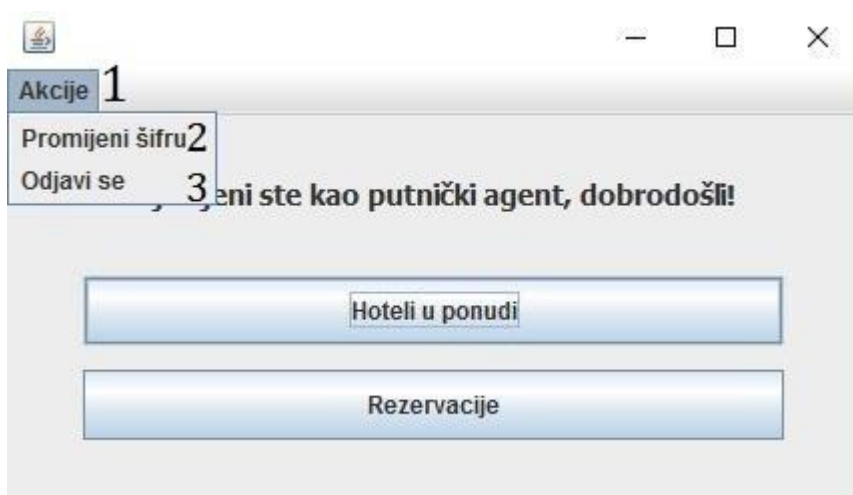 Akcije 1
Promijeni šifru 2
Odjavi se 3
eni ste kao putnički agent, dobrodošli!
Hoteli u ponudi
Rezervacije